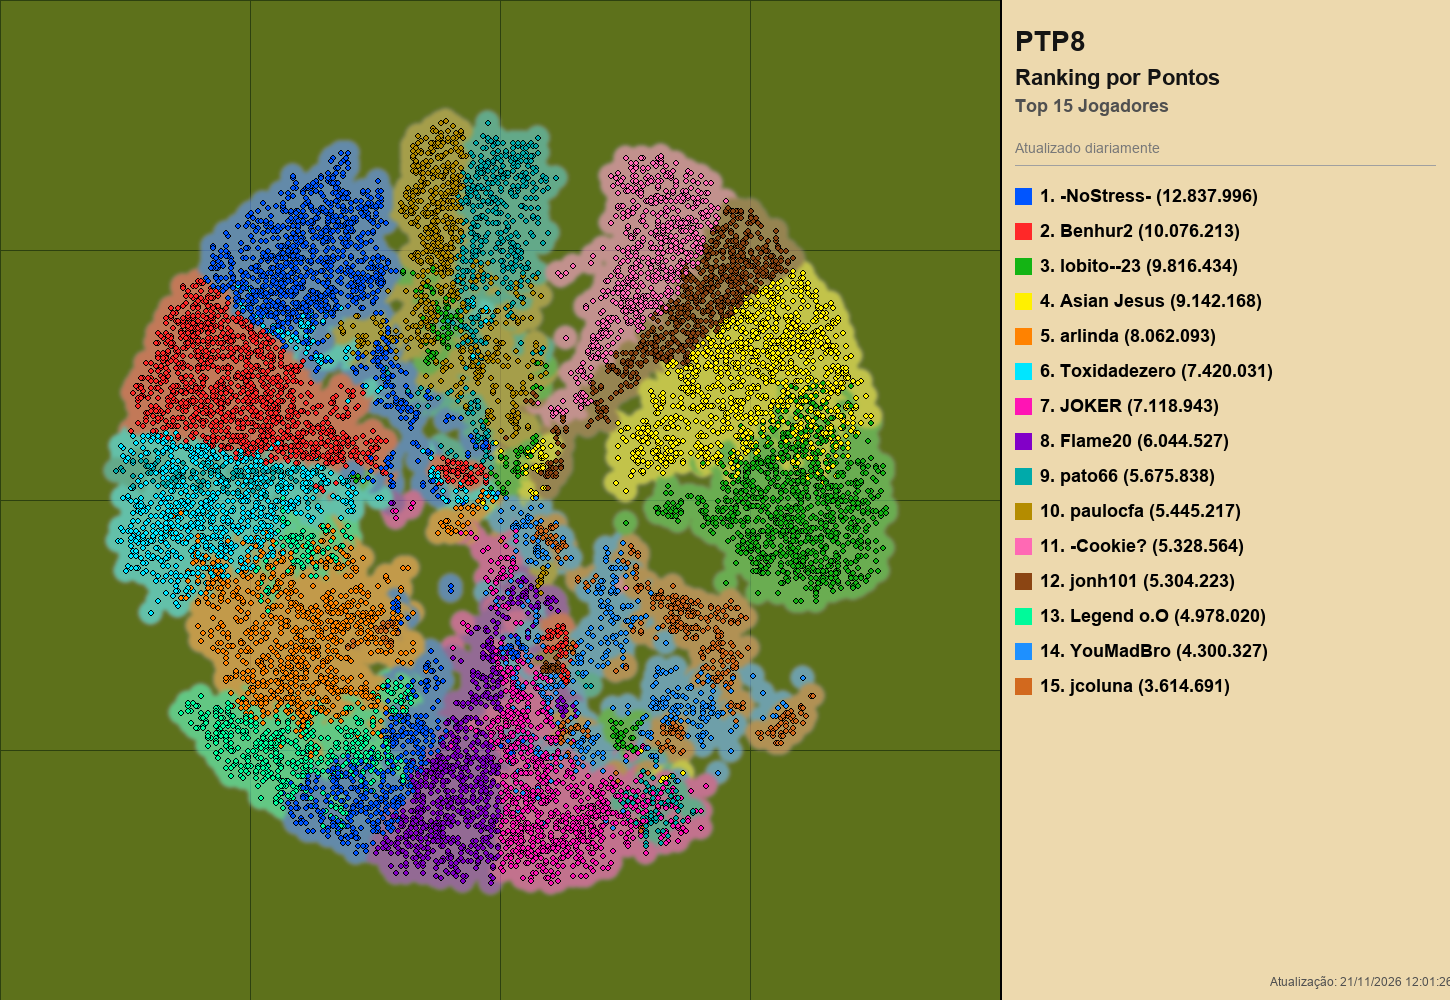 PTP8
Ranking por Pontos
Top 15 Jogadores
Atualizado diariamente
1. -NoStress- (12.837.996)
2. Benhur2 (10.076.213)
3. lobito--23 (9.816.434)
4. Asian Jesus (9.142.168)
5. arlinda (8.062.093)
6. Toxidadezero (7.420.031)
7. JOKER (7.118.943)
8. Flame20 (6.044.527)
9. pato66 (5.675.838)
10. paulocfa (5.445.217)
11. -Cookie? (5.328.564)
12. jonh101 (5.304.223)
13. Legend o.O (4.978.020)
14. YouMadBro (4.300.327)
15. jcoluna (3.614.691)
Atualização: 21/11/2026 12:01:26